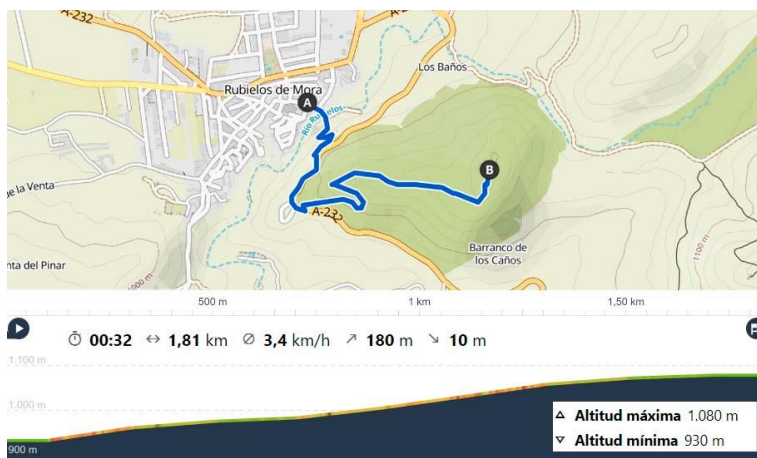 A-232
Los Baños
Rubielos de Mora
A
Río Rubielos
de la Venta
B
A-232
Barranco de
los Caños
nta del Pinar
1000 m
1100 m
500 m
1 km
1,50 km
00:32 1,81 km 3,4 km/h 180 m 10 m
1,100 m
1,000 m
900 m
Altitud máxima 1.080 m
Altitud mínima 930 m